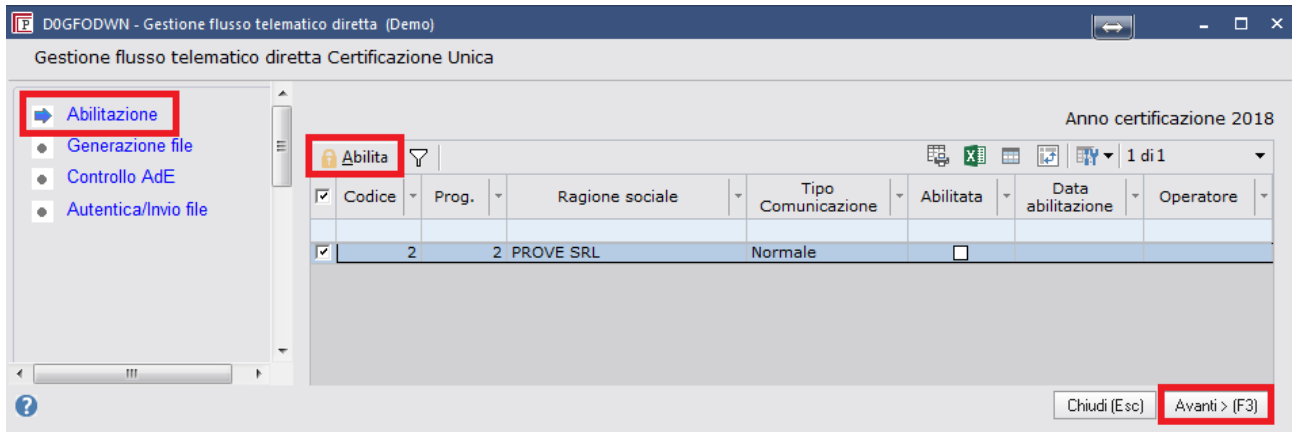 D0GFODWN - Gestione flusso telematico diretta (Demo)
Gestione flusso telematico diretta Certificazione Unica
Abilitazione
Generazione file
Controllo AdE
Autentica/Invio file
Anno certificazione 2018
Abilita
1 di 1
Codice Prog. Ragione sociale Tipo Comunicazione Abilitata Data abilitazione Operatore
2 2 PROVE SRL Normale
Chiudi (Esc) Avanti > (F3)